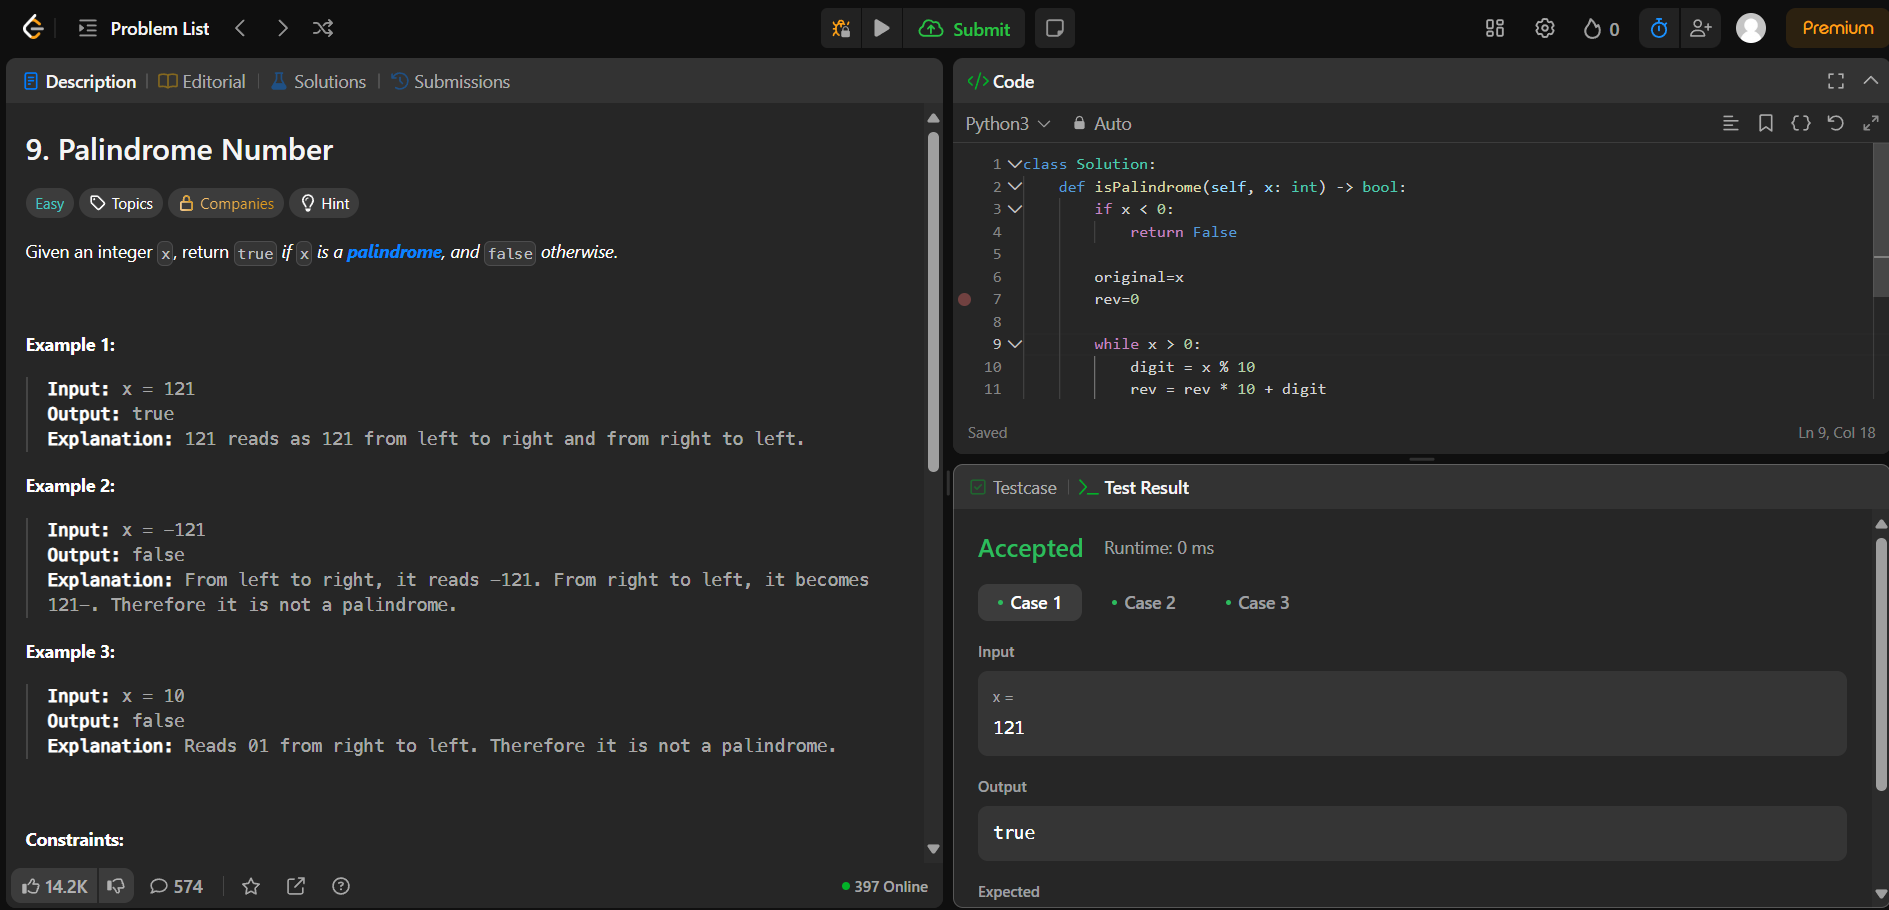 Problem List
Submit
0
Premium
Description
Editorial
Solutions
Submissions
9. Palindrome Number
Easy
Topics
Companies
Hint
Given an integer x, return true if x is a palindrome, and false otherwise.
Example 1:
Input: x = 121
Output: true
Explanation: 121 reads as 121 from left to right and from right to left.
Example 2:
Input: x = -121
Output: false
Explanation: From left to right, it reads -121. From right to left, it becomes
121-. Therefore it is not a palindrome.
Example 3:
Input: x = 10
Output: false
Explanation: Reads 01 from right to left. Therefore it is not a palindrome.
Constraints:
14.2K
574
397 Online
</> Code
Python3
Auto
1 class Solution:
2 def isPalindrome(self, x: int) -> bool:
3 if x < 0:
4 return False
5
6 original=x
7 rev=0
8
9 while x > 0:
10 digit = x % 10
11 rev = rev * 10 + digit
Saved
Ln 9, Col 18
Testcase
>_ Test Result
Accepted
Runtime: 0 ms
• Case 1
• Case 2
• Case 3
Input
x =
121
Output
true
Expected